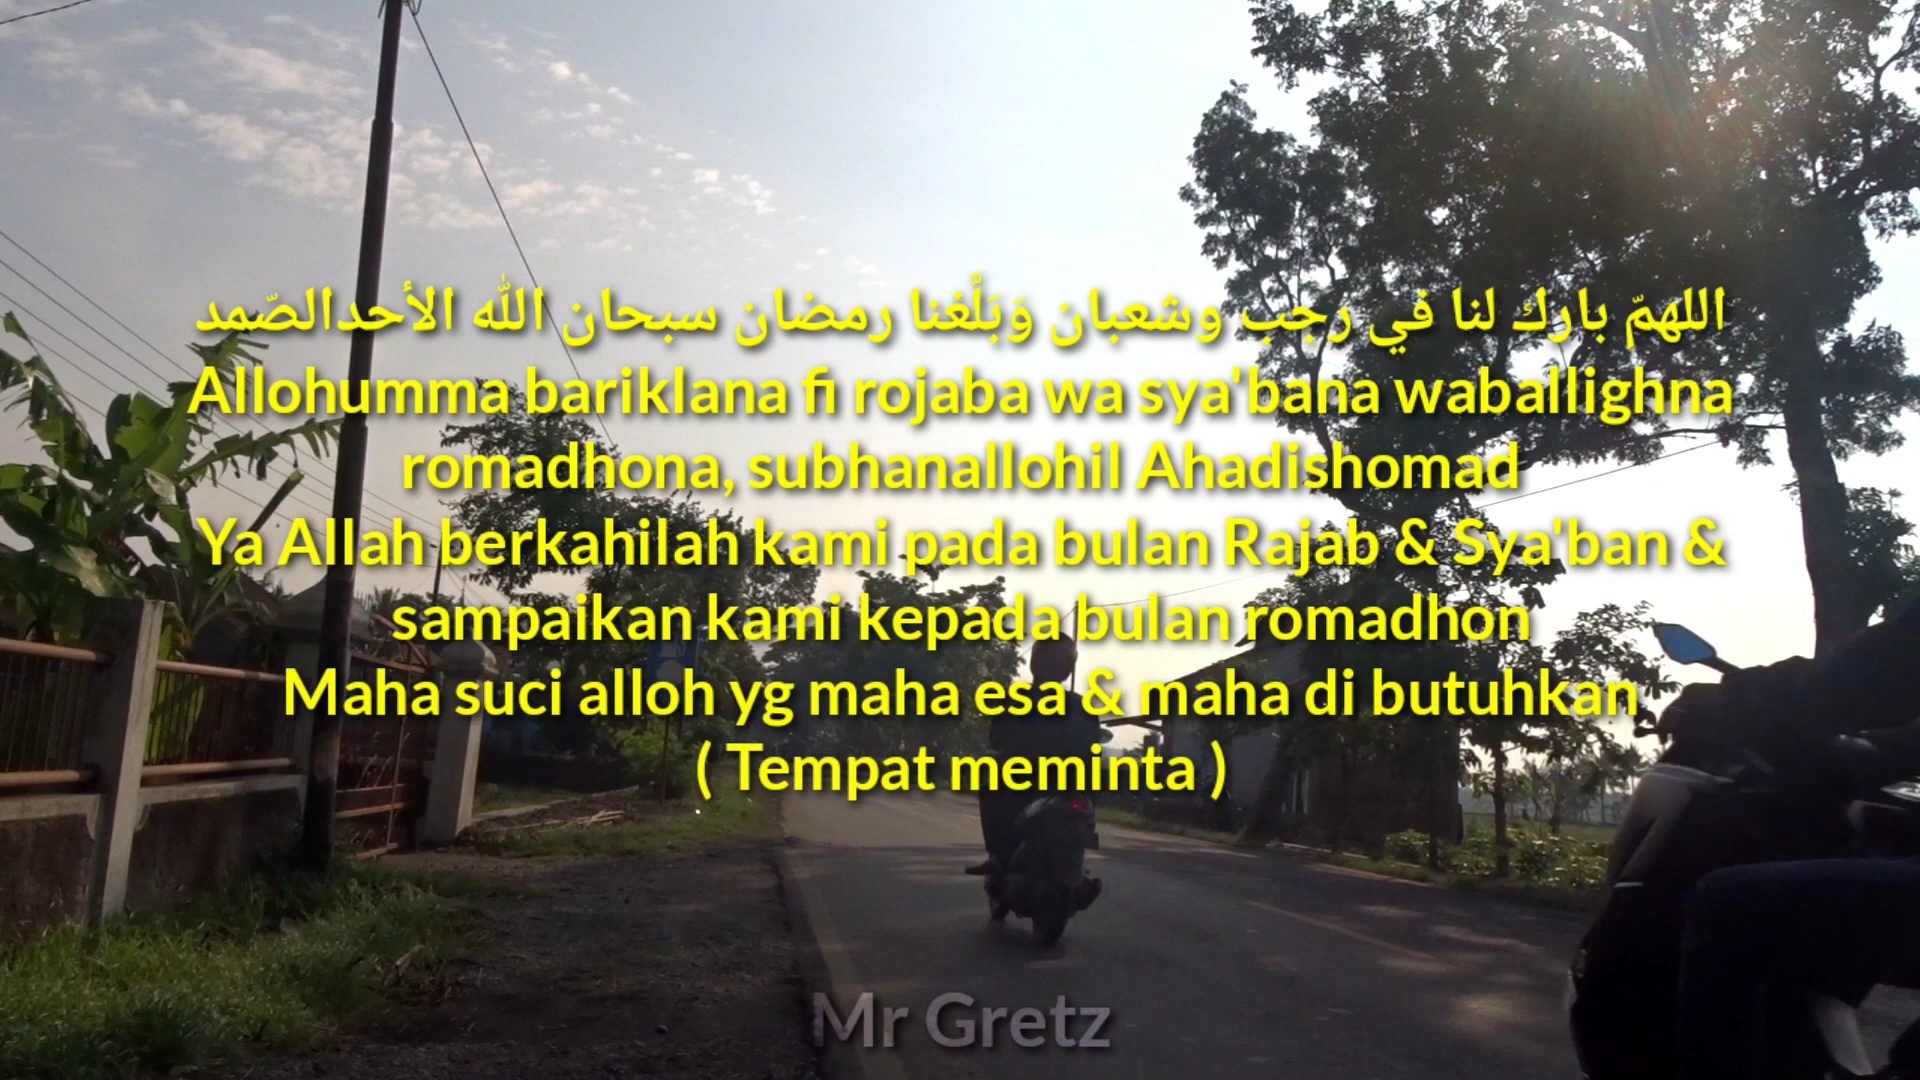 اللهمّ بارك لنا في رجب وشعبان وَبَلَّغنا رمضان سبحان الله الأحدالصّمد
Allohumma bariklana fi rojaba wa sya'bana waballighna
romadhona, subhanallohil Ahadishomad
Ya Allah berkahilah kami pada bulan Rajab & Sya'ban &
sampaikan kami kepada bulan romadhon
Maha suci alloh yg maha esa & maha di butuhkan
( Tempat meminta )
Mr Gretz